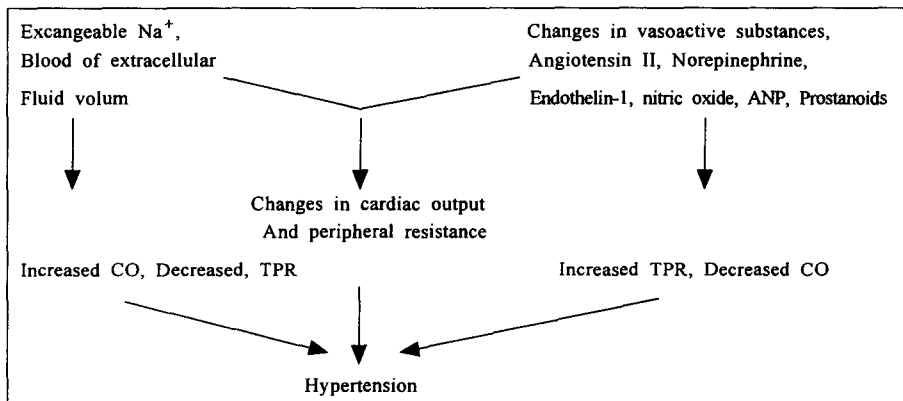 Excangeable Na+,
Blood of extracellular
Fluid volum
Changes in vasoactive substances,
Angiotensin II, Norepinephrine,
Endothelin-1, nitric oxide, ANP, Prostanoids
Changes in cardiac output
And peripheral resistance
Increased CO, Decreased, TPR
Increased TPR, Decreased CO
Hypertension